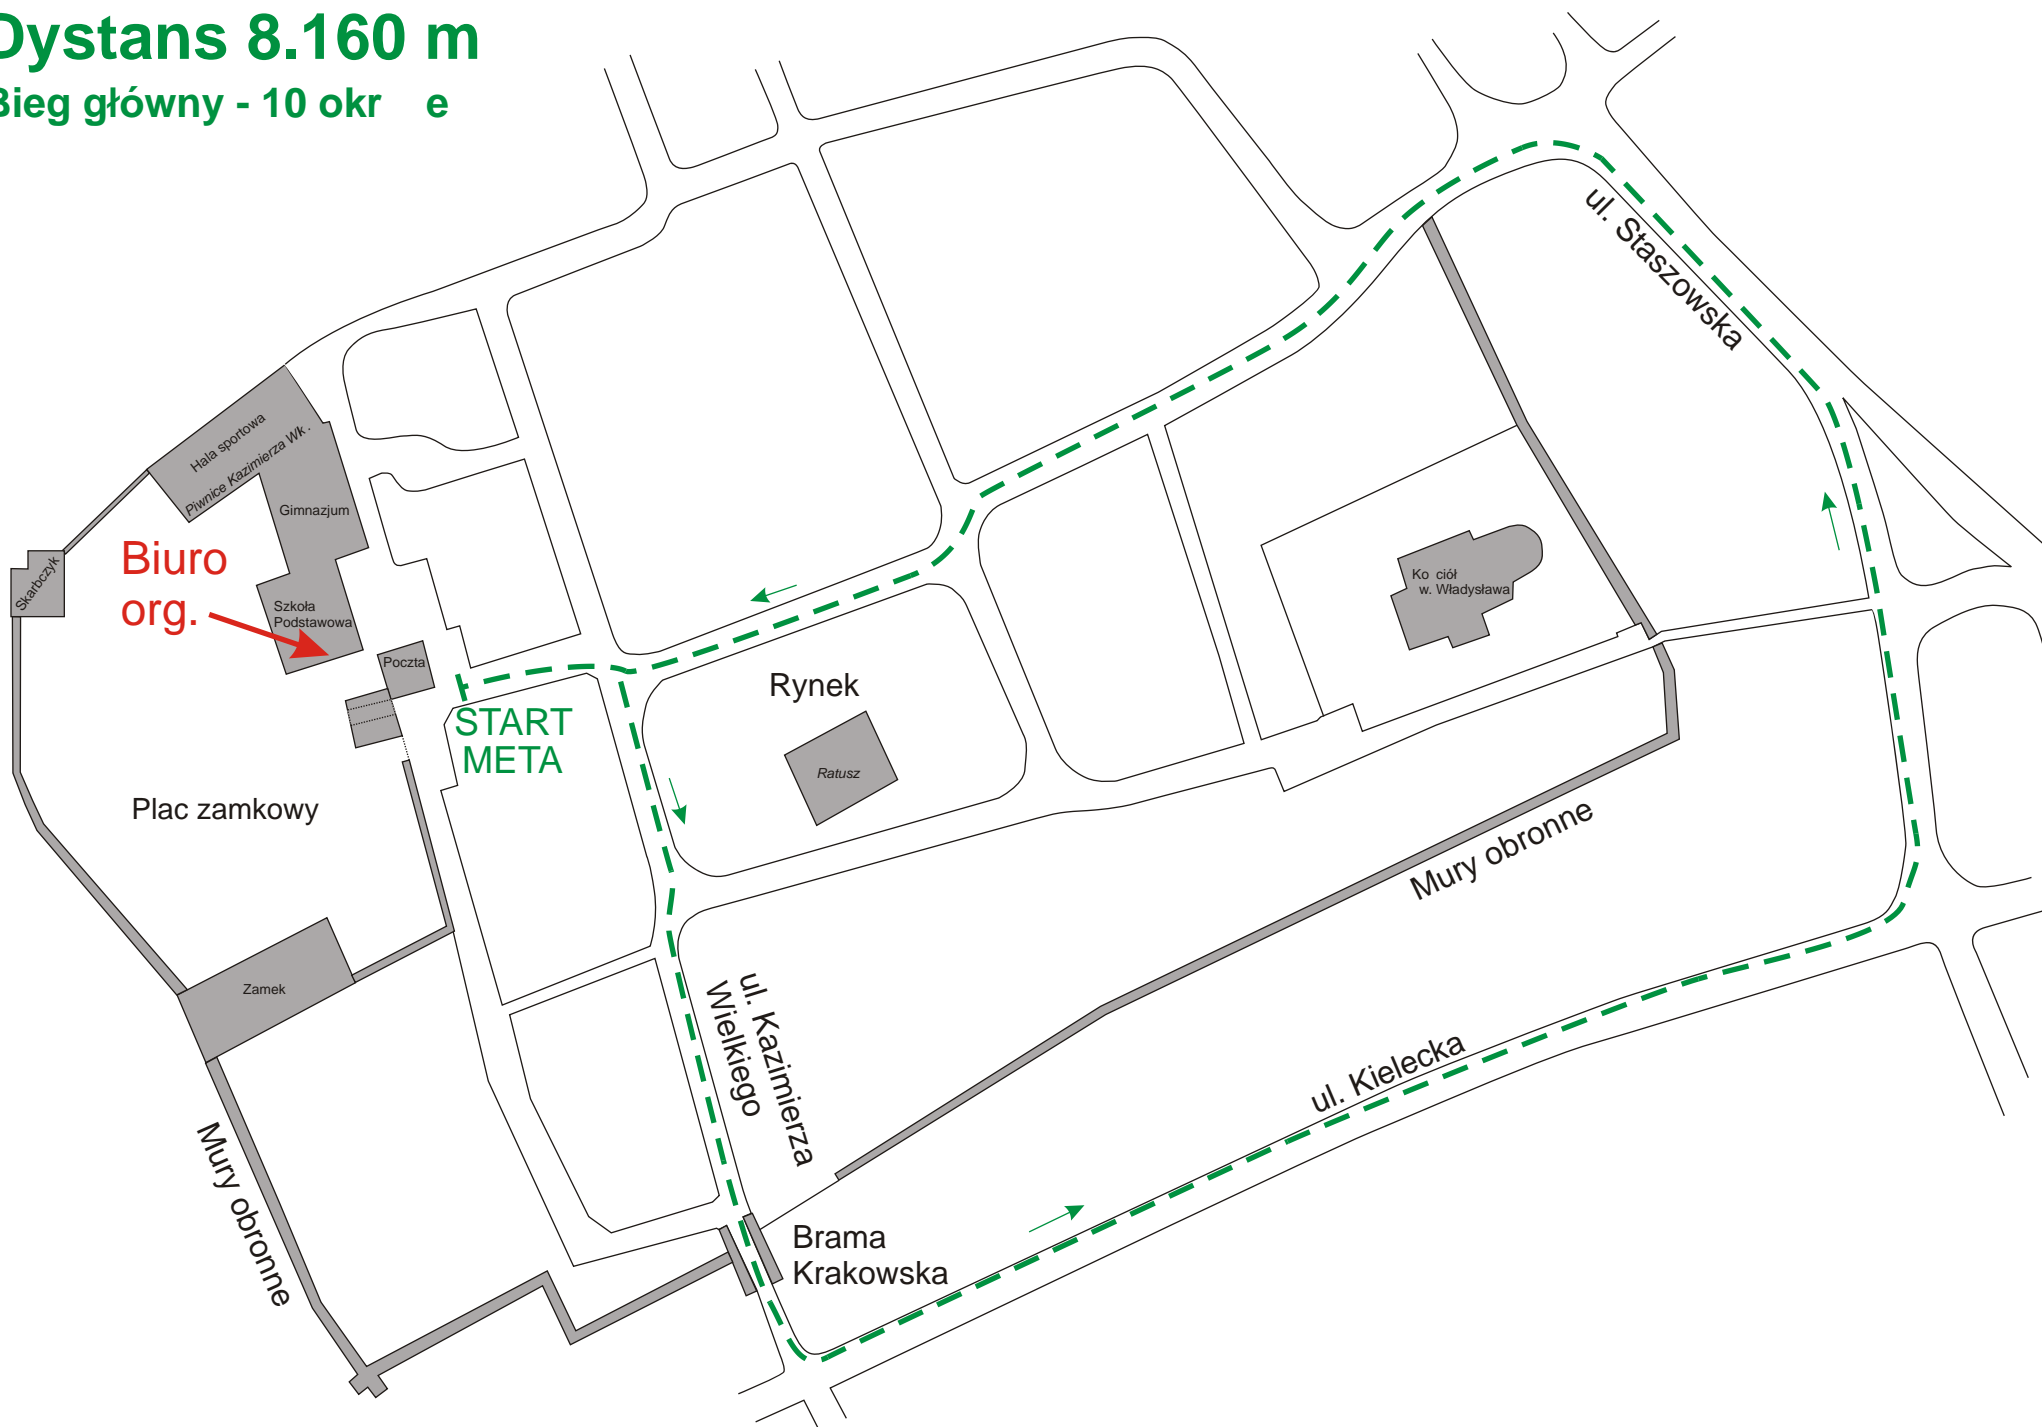 Dystans 8.160 m
Bieg główny - 10 okr e
ul. Staszowska
Hala sportowa
Piwnice Kazimierza Wk.
Gimnazjum
Biuro
org.
Skarbczyk
Szkoła
Podstawowa
Poczta
Ko ciół
w. Władysława
Rynek
START
META
Ratusz
Plac zamkowy
Mury obronne
Zamek
ul. Kazimierza
Wielkiego
ul. Kielecka
Mury obronne
Brama
Krakowska